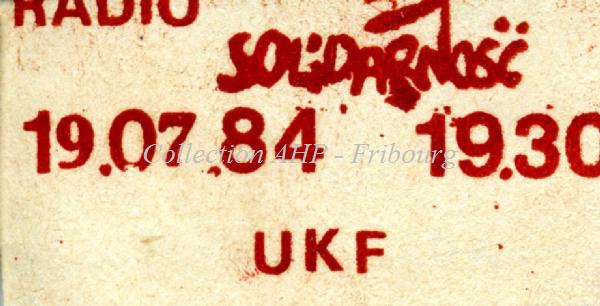 RADIO
SOLIDARNOŚĆ
19.07.84 19.30
Collection AHP - Fribourg
UKF